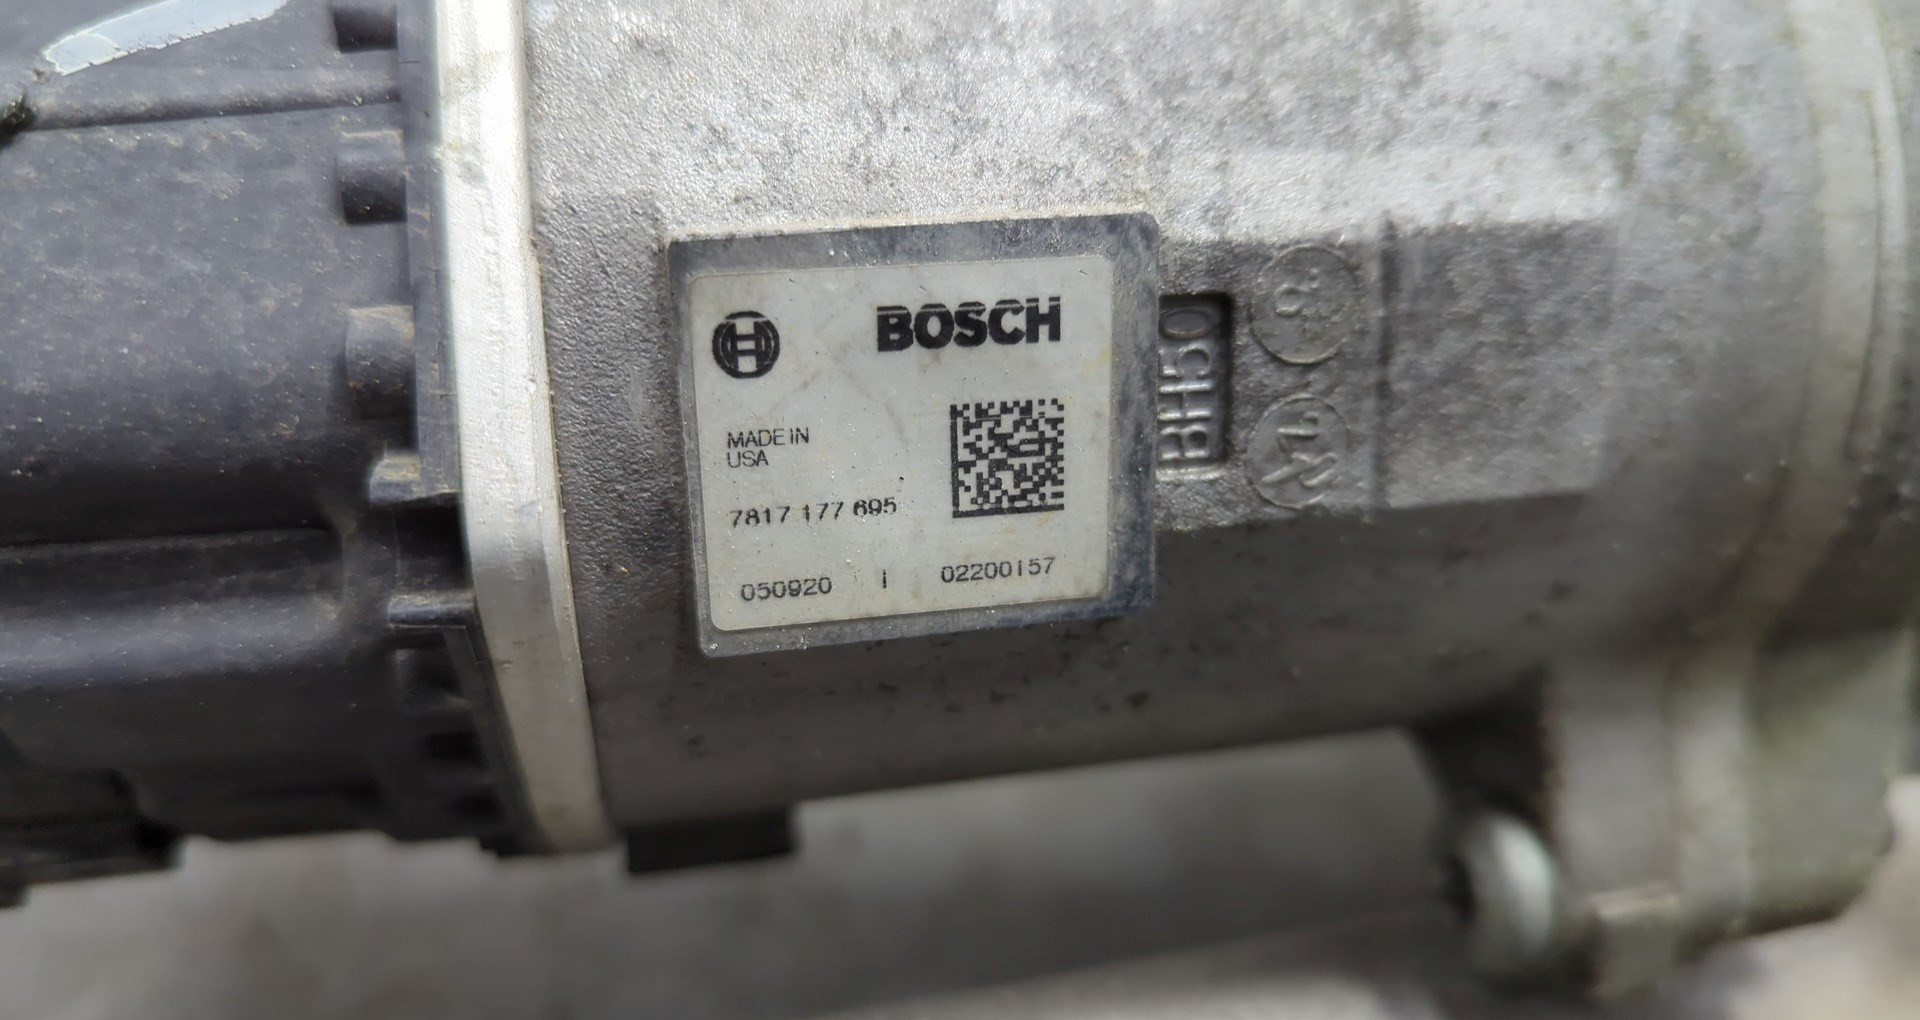 BOSCH
MADE IN
USA
7817 177 695
050920 I 02200157
BH50